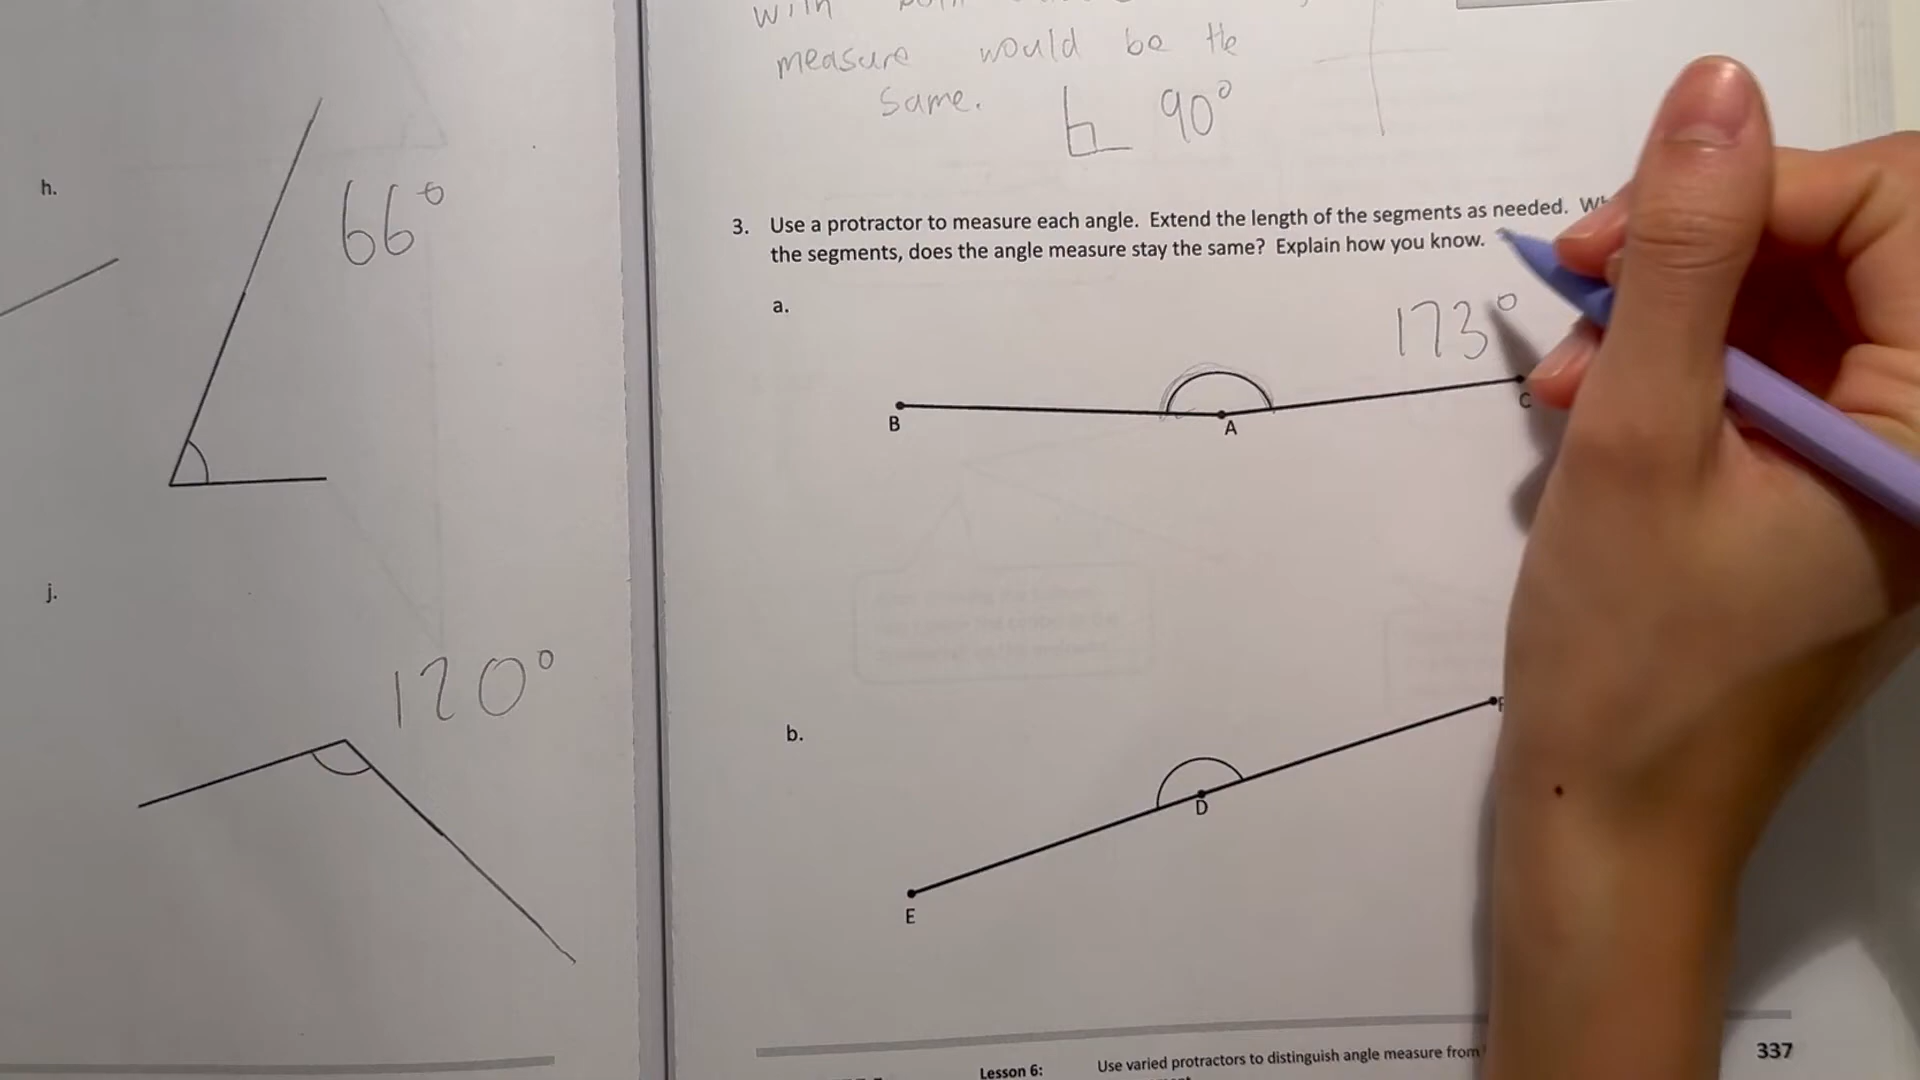 h.
66°
j.
120°
with
measure would be the
same. 90°
3. Use a protractor to measure each angle. Extend the length of the segments as needed.
the segments, does the angle measure stay the same? Explain how you know.
a.
173°
B
A
C
b.
D
E
Lesson 6: Use varied protractors to distinguish angle measure from
337